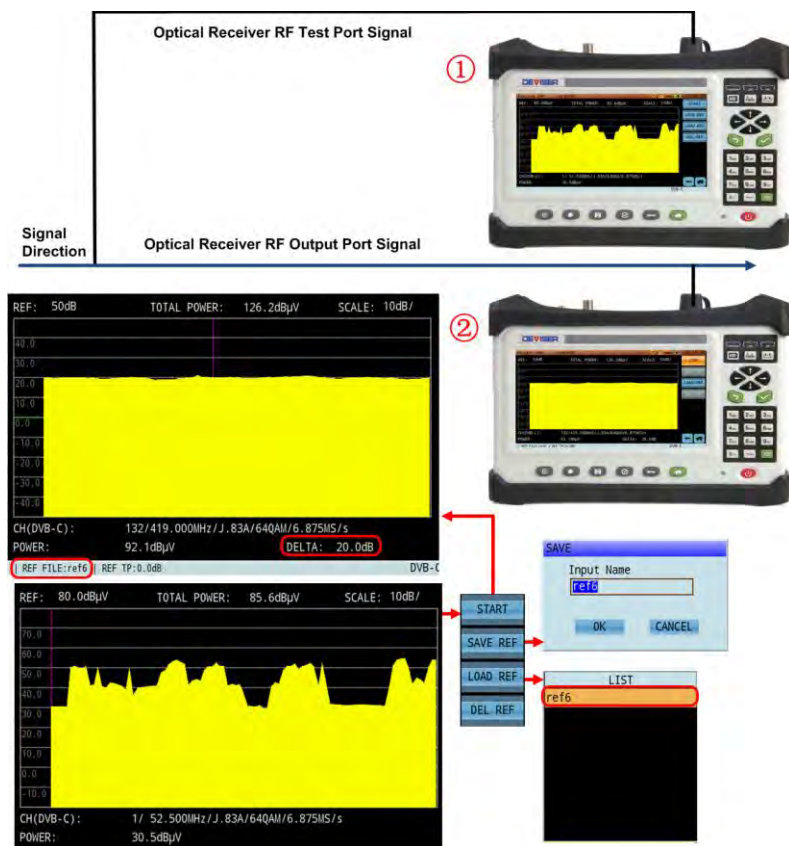 Optical Receiver RF Test Port Signal
①
DEVISER
Signal
Direction
Optical Receiver RF Output Port Signal
REF: 50dB TOTAL POWER: 126.2dBμV SCALE: 10dB/
40.0
30.0
20.0
10.0
0.0
-10.0
-20.0
-30.0
-40.0
CH(DVB-C): 132/419.000MHz/J.83A/64QAM/6.875MS/s
POWER: 92.1dBμV DELTA: 20.0dB
| REF FILE:ref6 | REF TP:0.0dB DVB-C
②
DEVISER
REF: 80.0dBμV TOTAL POWER: 85.6dBμV SCALE: 10dB/
70.0
60.0
50.0
40.0
30.0
20.0
10.0
0.0
-10.0
CH(DVB-C): 1/ 52.500MHz/J.83A/64QAM/6.875MS/s
POWER: 30.5dBμV
START
SAVE REF
LOAD REF
DEL REF
SAVE
Input Name
ref6
OK CANCEL
LIST
ref6